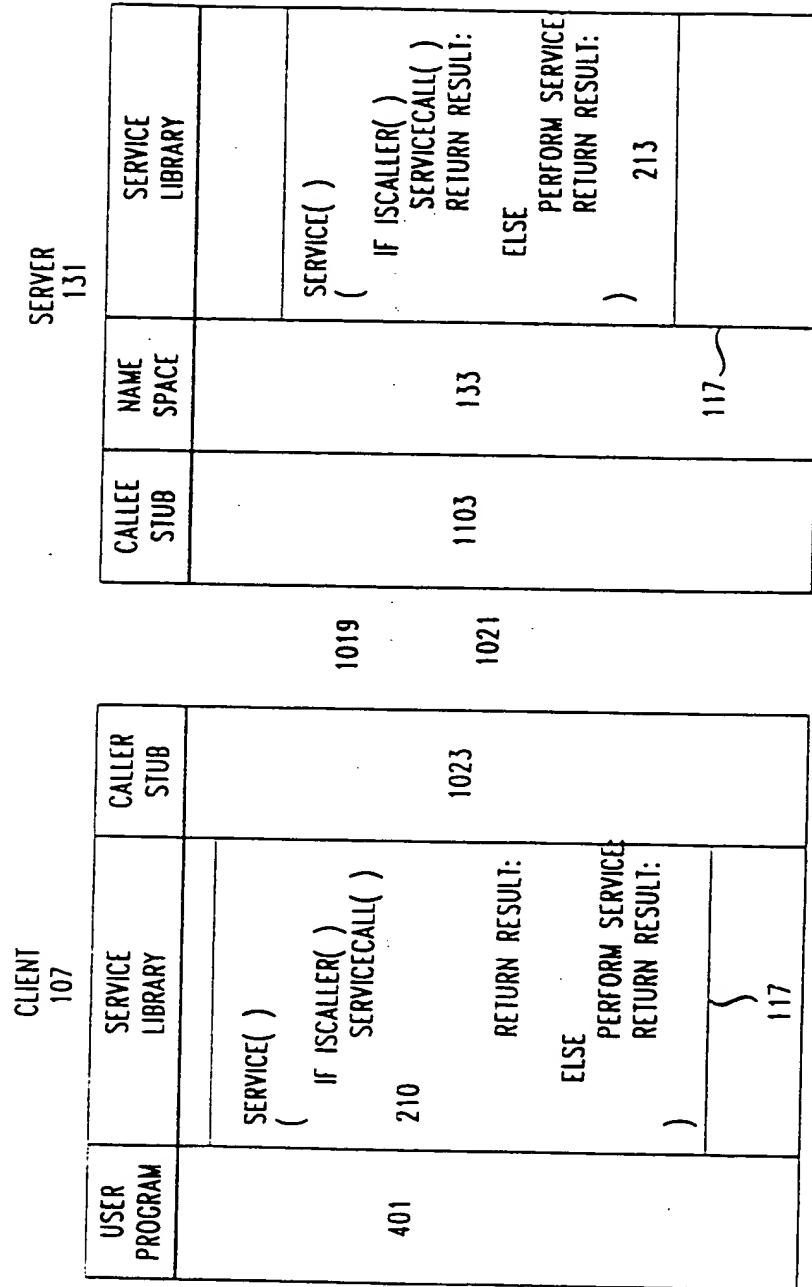 CLIENT
107
USER
PROGRAM
SERVICE
LIBRARY
CALLER
STUB
401
SERVICE( )
(
IF ISCALLER( )
SERVICECALL( )
210
RETURN RESULT:
ELSE
PERFORM SERVICE:
RETURN RESULT:
)
117
1023
1019
1021
SERVER
131
CALLEE
STUB
NAME
SPACE
SERVICE
LIBRARY
1103
133
117
SERVICE( )
(
IF ISCALLER( )
SERVICECALL( )
RETURN RESULT:
ELSE
PERFORM SERVICE:
RETURN RESULT:
)
213